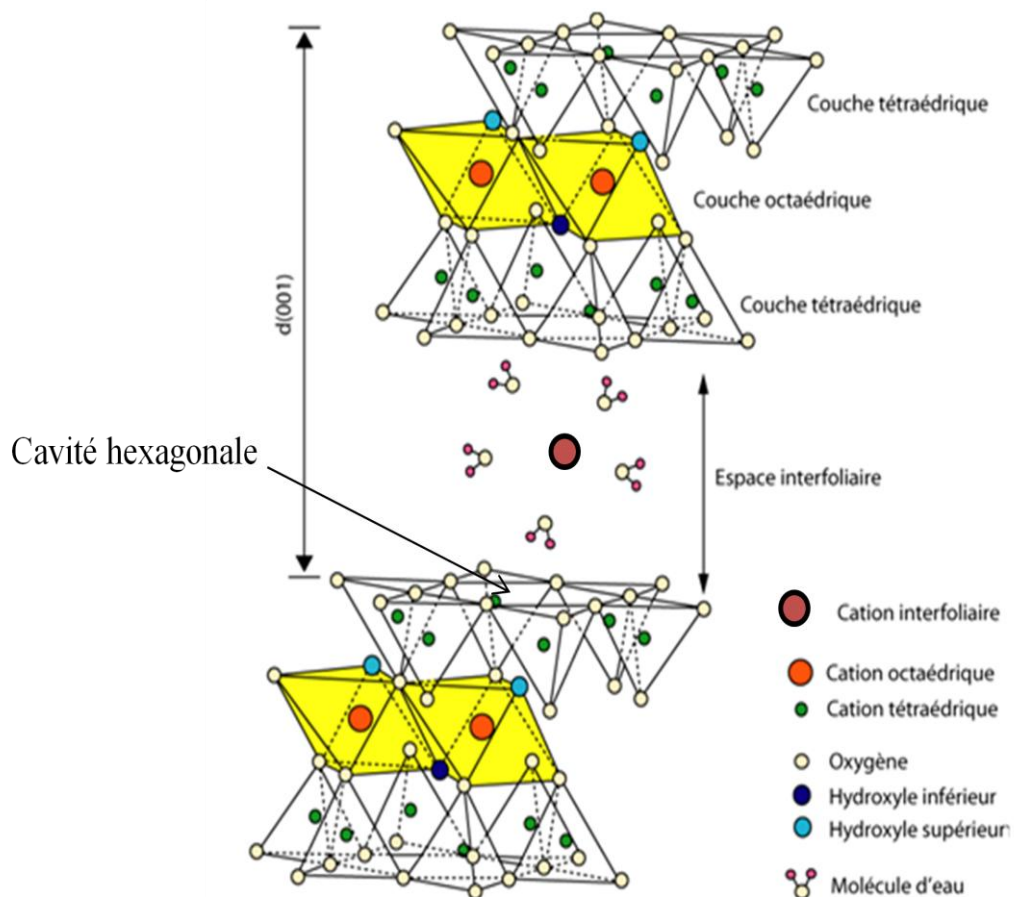 Couche tétraédrique
Couche octaédrique
d(001)
Couche tétraédrique
Cavité hexagonale
Espace interfoliaire
Cation interfoliaire
Cation octaédrique
Cation tétraédrique
Oxygène
Hydroxyle inférieur
Hydroxyle supérieur
Molécule d'eau